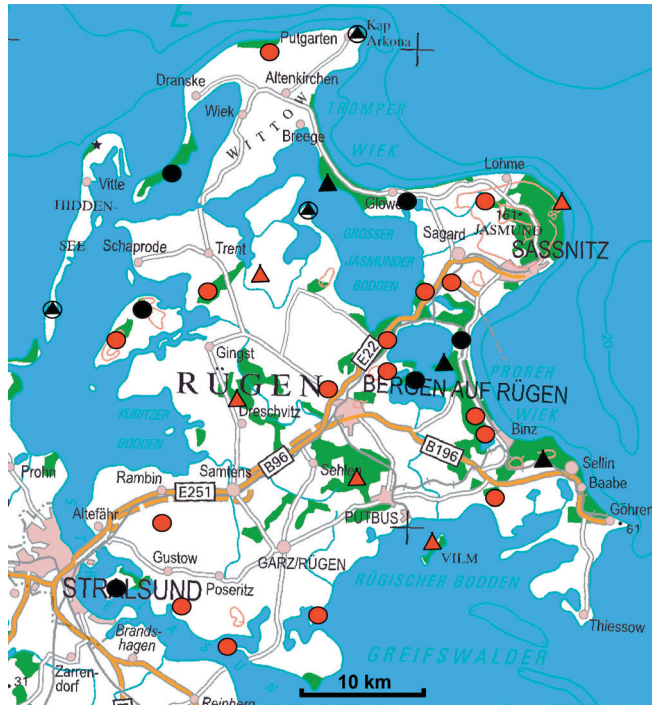 E
Putgarten
Kap
Arkona
Dranske
Altenkirchen
Wiek
WITTOW
Breege
TROMPER
WIEK
Lohme
Vitte
HIDDEN-
SEE
Glowe
161
JASMUND
Schaprode
Trent
GROSSER
JASMUNDER
BODDEN
Sagard
SASSNITZ
20
Gingst
E22
RÜGEN
BERGEN AUF RÜGEN
PRORER
WIEK
KUBITZER
BODDEN
Dreschvitz
Binz
Prohn
B96
B196
Rambin
Samtens
Sehlen
Sellin
Baabe
E251
Altefähr
PUTBUS
Göhren
61
Gustow
GARZ/RÜGEN
VILM
STRALSUND
Poseritz
RÜGISCHER BODDEN
Thiessow
Brands-
hagen
GREIFSWALDER
Zarren-
dorf
31
10 km
Reinberg